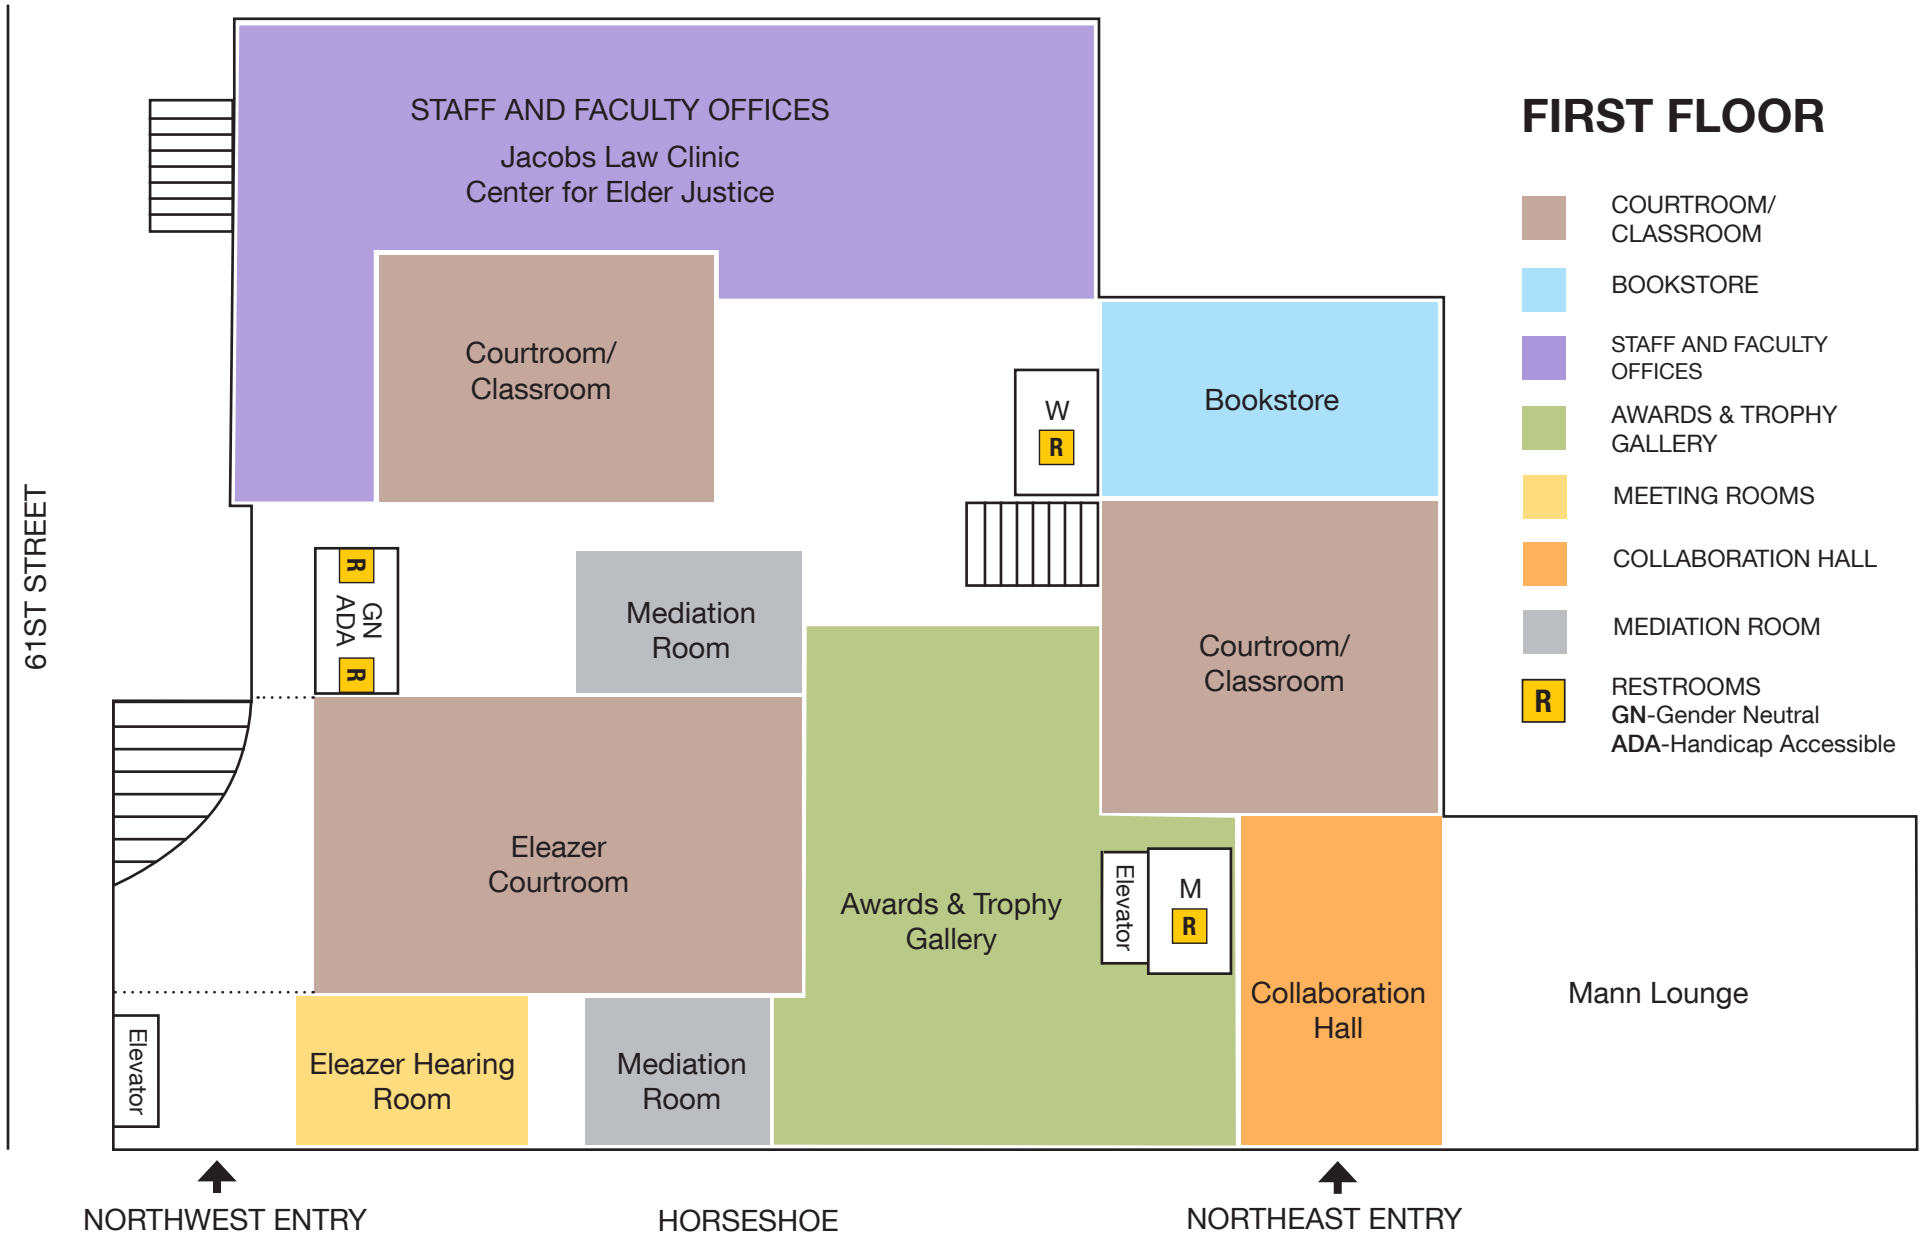 FIRST FLOOR
STAFF AND FACULTY OFFICES
Jacobs Law Clinic
Center for Elder Justice
COURTROOM/
CLASSROOM
BOOKSTORE
STAFF AND FACULTY
OFFICES
AWARDS & TROPHY
GALLERY
MEETING ROOMS
COLLABORATION HALL
MEDIATION ROOM
R
RESTROOMS
GN-Gender Neutral
ADA-Handicap Accessible
Courtroom/
Classroom
W
R
Bookstore
61ST STREET
R
GN
ADA
R
Mediation
Room
Courtroom/
Classroom
Eleazer
Courtroom
Awards & Trophy
Gallery
Elevator
M
R
Collaboration
Hall
Mann Lounge
Elevator
Eleazer Hearing
Room
Mediation
Room
NORTHWEST ENTRY
HORSESHOE
NORTHEAST ENTRY